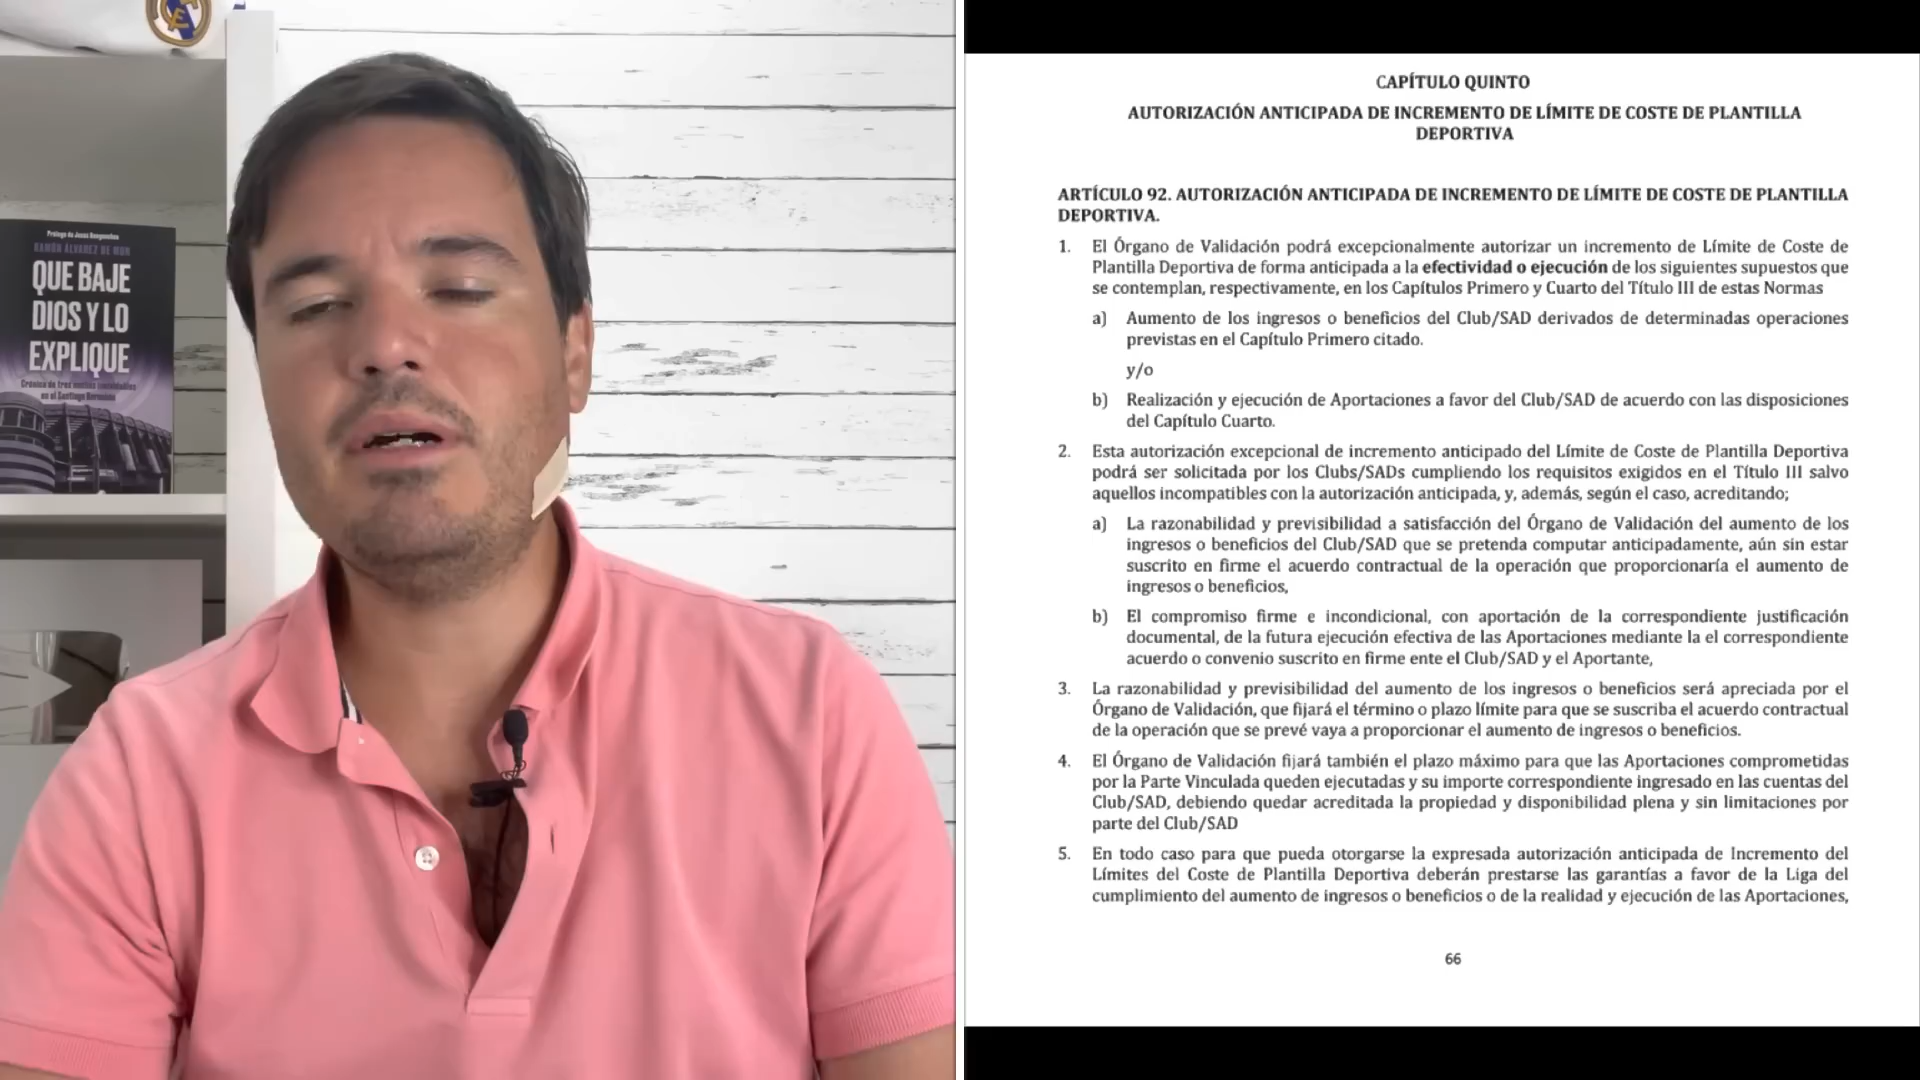 Prólogo de Jesús Bengoechea
RAMÓN ÁLVAREZ DE MON
QUE BAJE
DIOS Y LO
EXPLIQUE
Crónica de tres noches inolvidables
en el Santiago Bernabéu
CAPÍTULO QUINTO
AUTORIZACIÓN ANTICIPADA DE INCREMENTO DE LÍMITE DE COSTE DE PLANTILLA
DEPORTIVA
ARTÍCULO 92. AUTORIZACIÓN ANTICIPADA DE INCREMENTO DE LÍMITE DE COSTE DE PLANTILLA
DEPORTIVA.
1. El Órgano de Validación podrá excepcionalmente autorizar un incremento de Límite de Coste de
Plantilla Deportiva de forma anticipada a la efectividad o ejecución de los siguientes supuestos que
se contemplan, respectivamente, en los Capítulos Primero y Cuarto del Título III de estas Normas
a) Aumento de los ingresos o beneficios del Club/SAD derivados de determinadas operaciones
previstas en el Capítulo Primero citado.
y/o
b) Realización y ejecución de Aportaciones a favor del Club/SAD de acuerdo con las disposiciones
del Capítulo Cuarto.
2. Esta autorización excepcional de incremento anticipado del Límite de Coste de Plantilla Deportiva
podrá ser solicitada por los Clubs/SADs cumpliendo los requisitos exigidos en el Título III salvo
aquellos incompatibles con la autorización anticipada, y, además, según el caso, acreditando;
a) La razonabilidad y previsibilidad a satisfacción del Órgano de Validación del aumento de los
ingresos o beneficios del Club/SAD que se pretenda computar anticipadamente, aún sin estar
suscrito en firme el acuerdo contractual de la operación que proporcionaría el aumento de
ingresos o beneficios,
b) El compromiso firme e incondicional, con aportación de la correspondiente justificación
documental, de la futura ejecución efectiva de las Aportaciones mediante la el correspondiente
acuerdo o convenio suscrito en firme ente el Club/SAD y el Aportante,
3. La razonabilidad y previsibilidad del aumento de los ingresos o beneficios será apreciada por el
Órgano de Validación, que fijará el término o plazo límite para que se suscriba el acuerdo contractual
de la operación que se prevé vaya a proporcionar el aumento de ingresos o beneficios.
4. El Órgano de Validación fijará también el plazo máximo para que las Aportaciones comprometidas
por la Parte Vinculada queden ejecutadas y su importe correspondiente ingresado en las cuentas del
Club/SAD, debiendo quedar acreditada la propiedad y disponibilidad plena y sin limitaciones por
parte del Club/SAD
5. En todo caso para que pueda otorgarse la expresada autorización anticipada de Incremento del
Límites del Coste de Plantilla Deportiva deberán prestarse las garantías a favor de la Liga del
cumplimiento del aumento de ingresos o beneficios o de la realidad y ejecución de las Aportaciones,
66